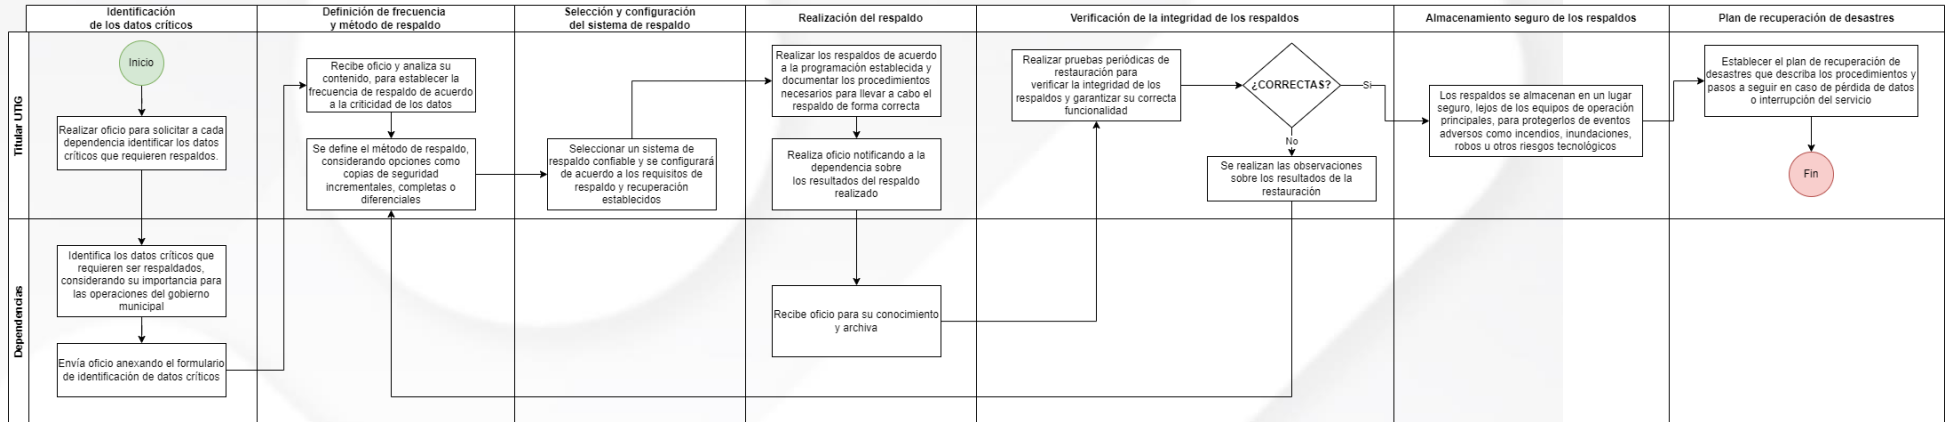 Identificación
de los datos críticos
Definición de frecuencia
y método de respaldo
Selección y configuración
del sistema de respaldo
Realización del respaldo
Verificación de la integridad de los respaldos
Almacenamiento seguro de los respaldos
Plan de recuperación de desastres
Titular UTIG
Inicio
Realizar oficio para solicitar a cada
dependencia identificar los datos
críticos que requieren respaldos.
Recibe oficio y analiza su
contenido, para establecer la
frecuencia de respaldo de acuerdo
a la criticidad de los datos
Se define el método de respaldo,
considerando opciones como
copias de seguridad
incrementales, completas o
diferenciales
Seleccionar un sistema de
respaldo confiable y se configurará
de acuerdo a los requisitos de
respaldo y recuperación
establecidos
Realizar los respaldos de acuerdo
a la programación establecida y
documentar los procedimientos
necesarios para llevar a cabo el
respaldo de forma correcta
Realiza oficio notificando a la
dependencia sobre
los resultados del respaldo
realizado
Realizar pruebas periódicas de
restauración para
verificar la integridad de los
respaldos y garantizar su correcta
funcionalidad
¿CORRECTAS?
Si
No
Se realizan las observaciones
sobre los resultados de la
restauración
Los respaldos se almacenan en un lugar
seguro, lejos de los equipos de operación
principales, para protegerlos de eventos
adversos como incendios, inundaciones,
robos u otros riesgos tecnológicos
Establecer el plan de recuperación de
desastres que describa los procedimientos y
pasos a seguir en caso de pérdida de datos
o interrupción del servicio
Fin
Dependencias
Identifica los datos críticos que
requieren ser respaldados,
considerando su importancia para
las operaciones del gobierno
municipal
Envía oficio anexando el formulario
de identificación de datos críticos
Recibe oficio para su conocimiento
y archiva